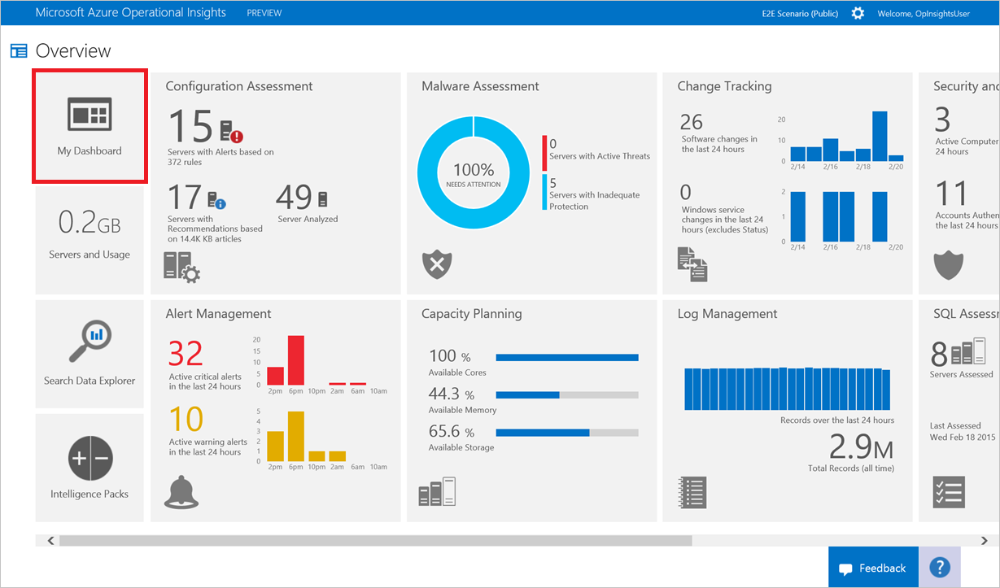 Microsoft Azure Operational Insights PREVIEW
E2E Scenario (Public) Welcome, OpInsightsUser
Overview
My Dashboard
0.2GB
Servers and Usage
Search Data Explorer
Intelligence Packs
Configuration Assessment
15
Servers with Alerts based on
372 rules
17
Servers with
Recommendations based
on 14.4K KB articles
49
Server Analyzed
Malware Assessment
100%
NEEDS ATTENTION
0
Servers with Active Threats
5
Servers with Inadequate
Protection
Change Tracking
26
Software changes in
the last 24 hours
20
10
0
2/14 2/16 2/18 2/20
0
Windows service
changes in the last 24
hours (excludes Status)
2
1
0
2/14 2/16 2/18 2/20
Security and
3
Active Computer
24 hours
11
Accounts Authen
the last 24 hours
Alert Management
32
Active critical alerts
in the last 24 hours
20
15
10
5
0
2pm 6pm 10pm 2am 6am 10am
10
Active warning alerts
in the last 24 hours
5
4
3
2
1
0
2pm 6pm 10pm 2am 6am 10am
Capacity Planning
100 %
Available Cores
44.3 %
Available Memory
65.6 %
Available Storage
Log Management
Records over the last 24 hours
2.9M
Total Records (all time)
SQL Assess
8
Servers Assessed
Last Assessed
Wed Feb 18 2015
Feedback
?